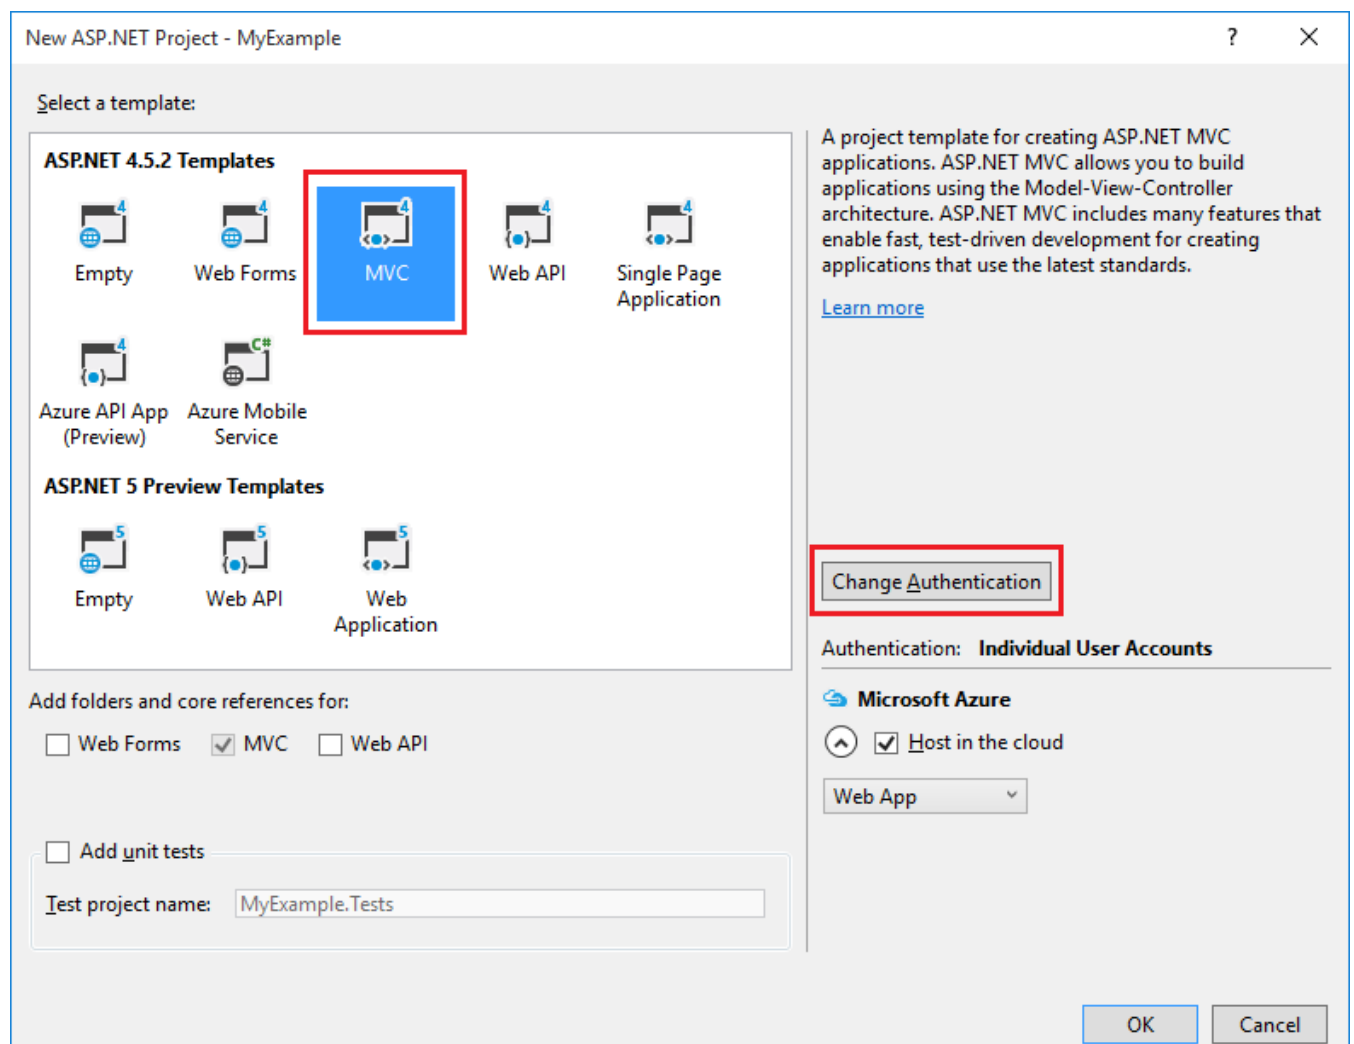 New ASP.NET Project - MyExample
?
Select a template:
ASP.NET 4.5.2 Templates
4
4
4
4
4
Empty
Web Forms
MVC
Web API
Single Page
Application
4
C#
Azure API App
(Preview)
Azure Mobile
Service
ASP.NET 5 Preview Templates
5
5
5
Empty
Web API
Web
Application
A project template for creating ASP.NET MVC
applications. ASP.NET MVC allows you to build
applications using the Model-View-Controller
architecture. ASP.NET MVC includes many features that
enable fast, test-driven development for creating
applications that use the latest standards.
Learn more
Change Authentication
Authentication: Individual User Accounts
Microsoft Azure
Host in the cloud
Web App
Add folders and core references for:
Web Forms
MVC
Web API
Add unit tests
Test project name: MyExample.Tests
OK
Cancel